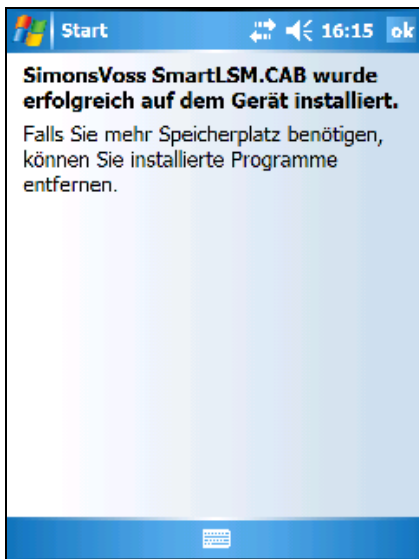 Start 16:15 ok
SimonsVoss SmartLSM.CAB wurde
erfolgreich auf dem Gerät installiert.
Falls Sie mehr Speicherplatz benötigen,
können Sie installierte Programme
entfernen.